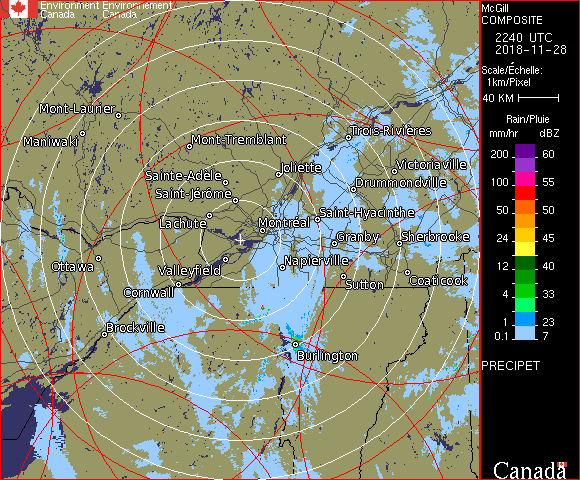 Environment Environnement
Canada Canada
McGill
COMPOSITE
2240 UTC
2018-11-28
Scale/Échelle:
1km/Pixel
40 KM
Rain/Pluie
mm/hr dBZ
200 60
100 55
50 50
24 45
12 40
4 33
1 23
0.1 7
PRECIPET
Mont-Laurier
Maniwaki
Mont-Tremblant
Trois-Rivières
Sainte-Adèle
Joliette
Victoriaville
Saint-Jérôme
Drummondville
Lachute
Montréal
Saint-Hyacinthe
Granby
Sherbrooke
Ottawa
Valleyfield
Napierville
Cornwall
Sutton
Coaticook
Brockville
Burlington
Canada